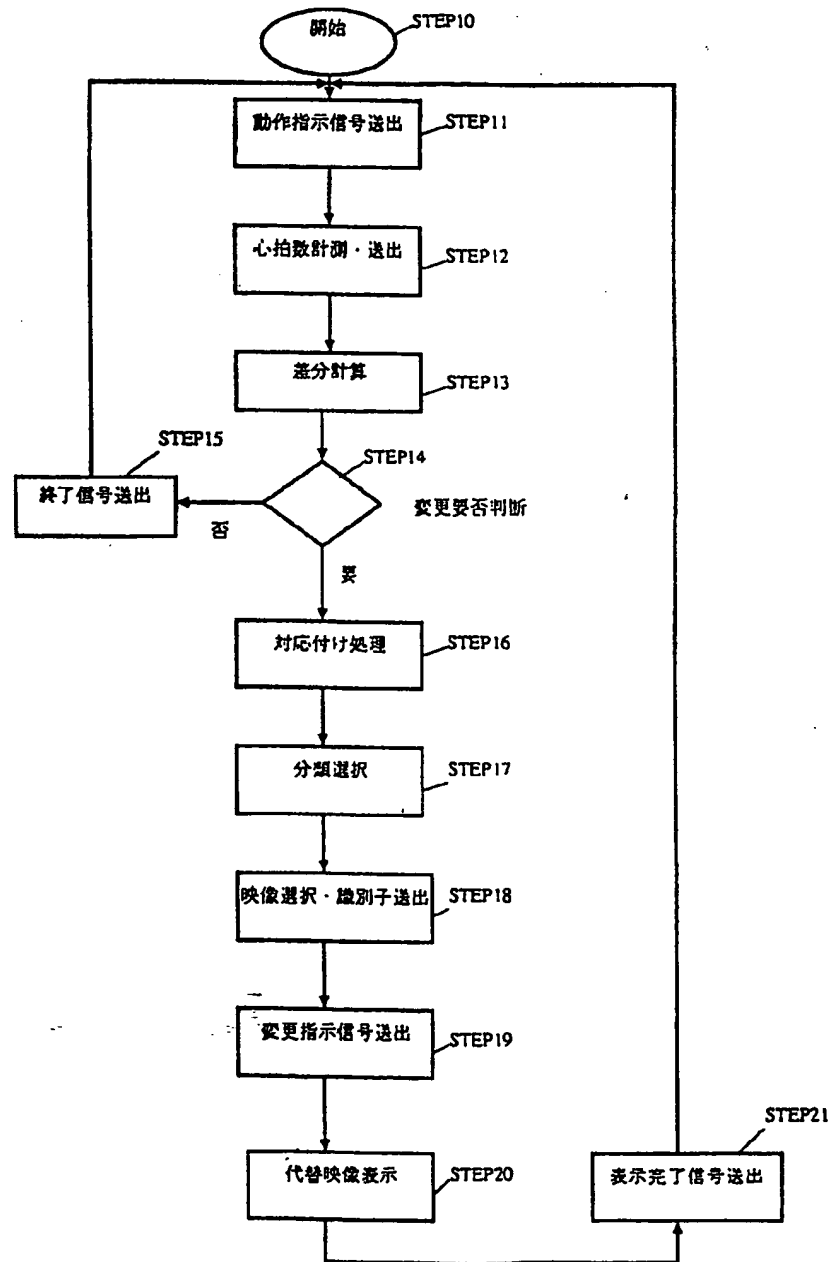 開始
STEP10
動作指示信号送出
STEP11
心拍数計測・送出
STEP12
差分計算
STEP13
STEP15
終了信号送出
STEP14
変更要否判断
否
要
対応付け処理
STEP16
分類選択
STEP17
映像選択・識別子送出
STEP18
変更指示信号送出
STEP19
代替映像表示
STEP20
STEP21
表示完了信号送出